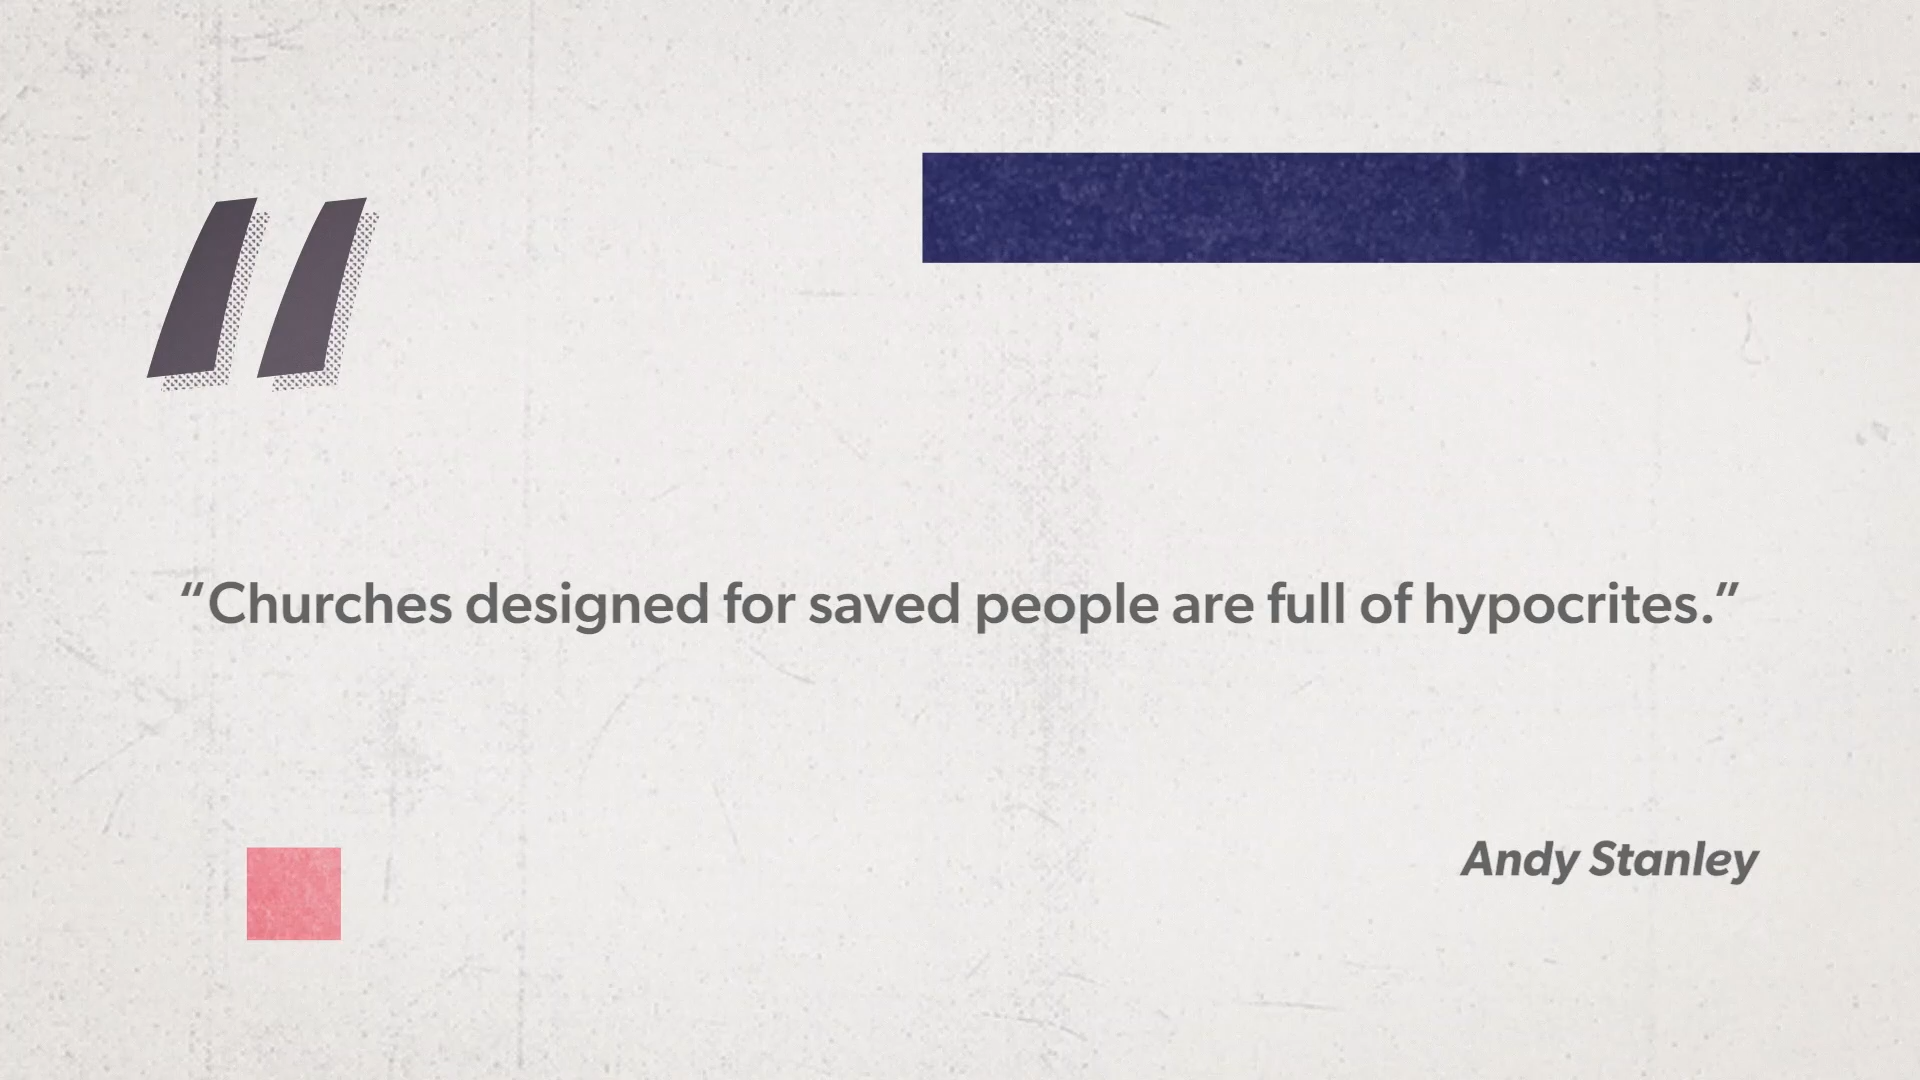 “Churches designed for saved people are full of hypocrites.”
Andy Stanley